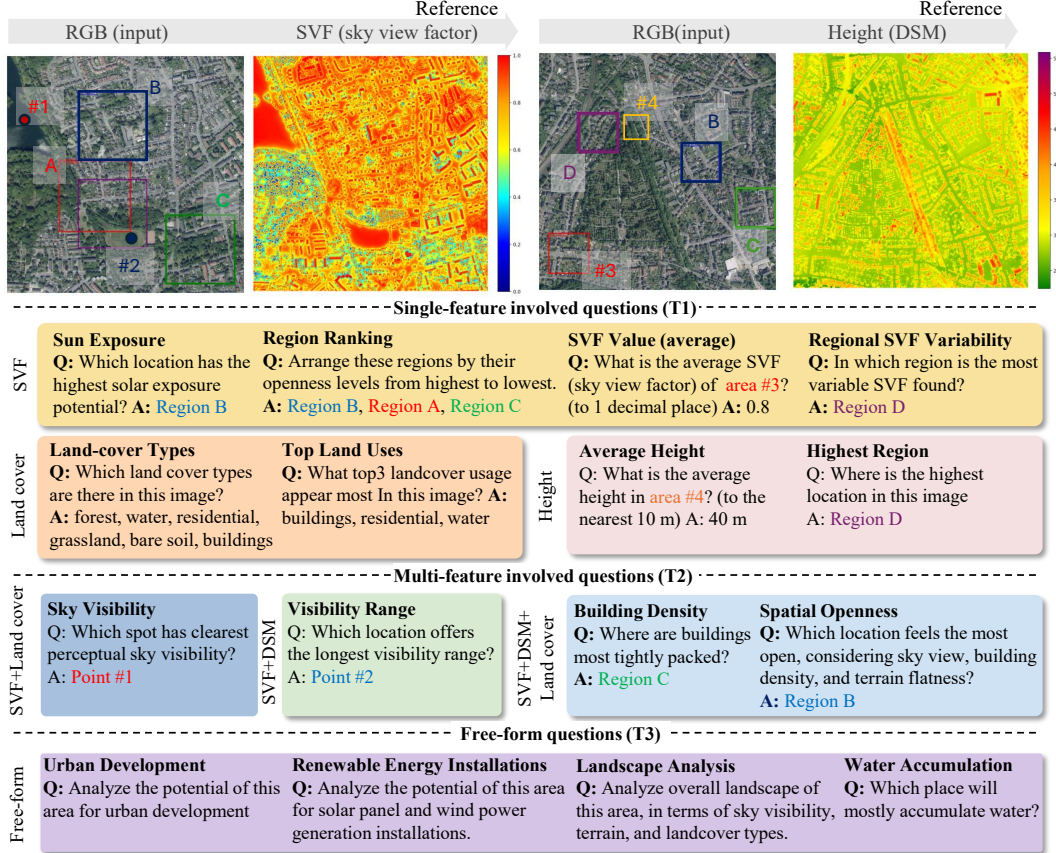 Reference
Reference
RGB (input)
SVF (sky view factor)
RGB(input)
Height (DSM)
#1
B
A
C
#2
1.0
0.8
0.6
0.4
0.2
0.0
#4
B
D
C
#3
Single-feature involved questions (T1)
SVF
Sun Exposure
Q: Which location has the
highest solar exposure
potential? A: Region B
Region Ranking
Q: Arrange these regions by their
openness levels from highest to lowest.
A: Region B, Region A, Region C
SVF Value (average)
Q: What is the average SVF
(sky view factor) of area #3?
(to 1 decimal place) A: 0.8
Regional SVF Variability
Q: In which region is the most
variable SVF found?
A: Region D
Land cover
Land-cover Types
Q: Which land cover types
are there in this image?
A: forest, water, residential,
grassland, bare soil, buildings
Top Land Uses
Q: What top3 landcover usage
appear most In this image? A:
buildings, residential, water
Height
Average Height
Q: What is the average
height in area #4? (to the
nearest 10 m) A: 40 m
Highest Region
Q: Where is the highest
location in this image
A: Region D
Multi-feature involved questions (T2)
SVF+Land cover
Sky Visibility
Q: Which spot has clearest
perceptual sky visibility?
A: Point #1
SVF+DSM
Visibility Range
Q: Which location offers
the longest visibility range?
A: Point #2
SVF+DSM+
Land cover
Building Density
Q: Where are buildings
most tightly packed?
A: Region C
Spatial Openness
Q: Which location feels the most
open, considering sky view, building
density, and terrain flatness?
A: Region B
Free-form questions (T3)
Free-form
Urban Development
Q: Analyze the potential of this
area for urban development
Renewable Energy Installations
Q: Analyze the potential of this area
for solar panel and wind power
generation installations.
Landscape Analysis
Q: Analyze overall landscape of
this area, in terms of sky visibility,
terrain, and landcover types.
Water Accumulation
Q: Which place will
mostly accumulate water?